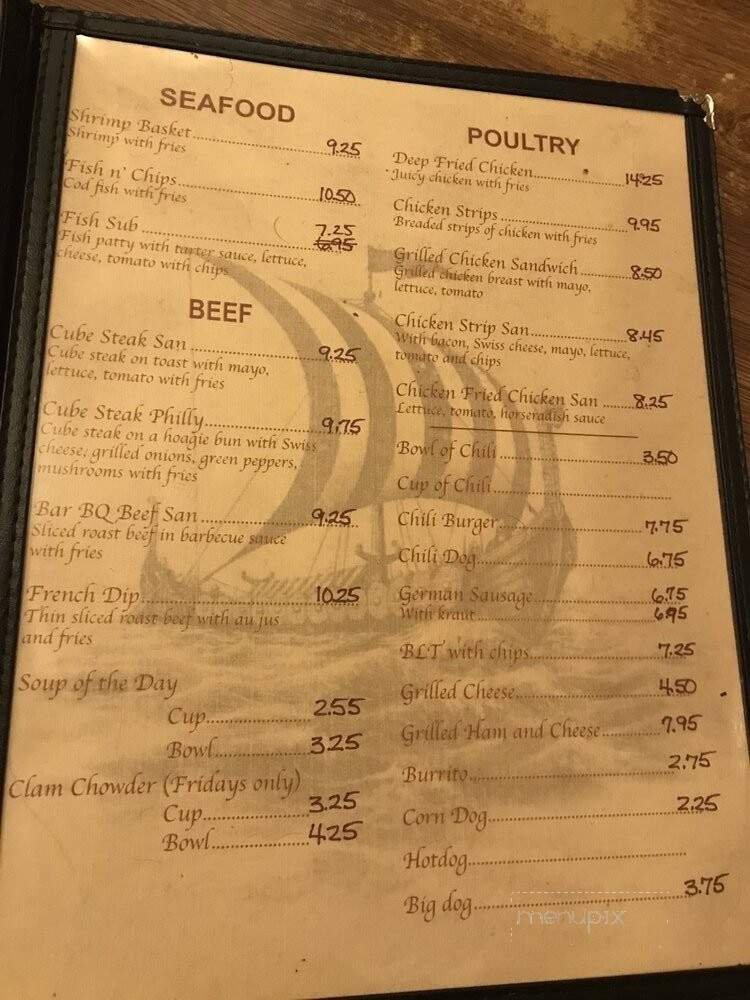 SEAFOOD
Shrimp Basket 9.25
Shrimp with fries
Fish n' Chips 10.50
Cod fish with fries
Fish Sub 7.25
6.95
Fish patty with tarter sauce, lettuce,
cheese, tomato with chips
BEEF
Cube Steak San 9.25
Cube steak on toast with mayo,
lettuce, tomato with fries
Cube Steak Philly 9.75
Cube steak on a hoagie bun with Swiss
cheese, grilled onions, green peppers,
mushrooms with fries
Bar BQ Beef San 9.25
Sliced roast beef in barbecue sauce
with fries
French Dip 10.25
Thin sliced roast beef with au jus
and fries
Soup of the Day
Cup 2.55
Bowl 3.25
Clam Chowder (Fridays only)
Cup 3.25
Bowl 4.25
POULTRY
Deep Fried Chicken 14.25
Juicy chicken with fries
Chicken Strips 9.95
Breaded strips of chicken with fries
Grilled Chicken Sandwich 8.50
Grilled chicken breast with mayo,
lettuce, tomato
Chicken Strip San 8.45
With bacon, Swiss cheese, mayo, lettuce,
tomato and chips
Chicken Fried Chicken San 8.25
Lettuce, tomato, horseradish sauce
Bowl of Chili 3.50
Cup of Chili
Chili Burger 7.75
Chili Dog 6.75
German Sausage 6.75
With kraut 6.95
BLT with chips 7.25
Grilled Cheese 4.50
Grilled Ham and Cheese 7.95
Burrito 2.75
Corn Dog 2.25
Hotdog
Big dog 3.75
menupix